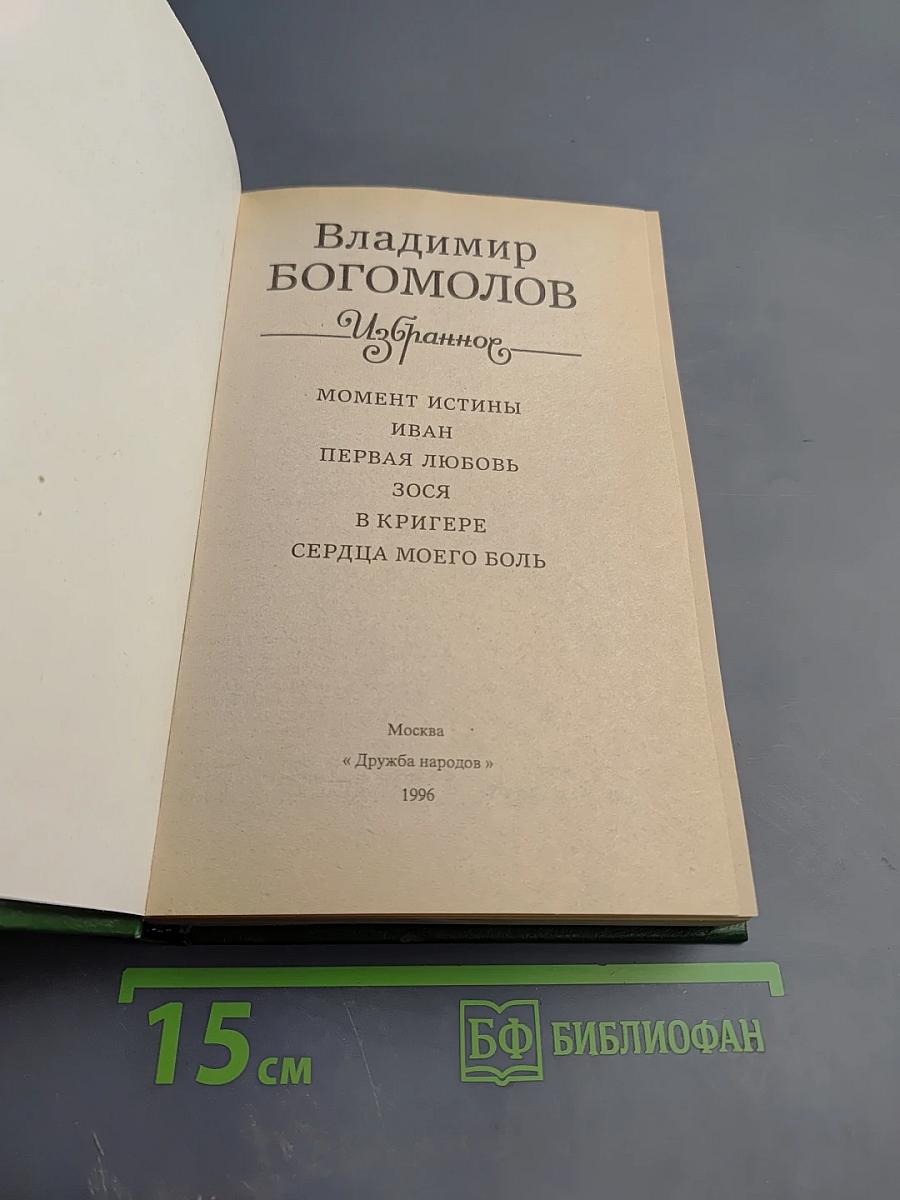 Владимир
БОГОМОЛОВ
Избранное
МОМЕНТ ИСТИНЫ
ИВАН
ПЕРВАЯ ЛЮБОВЬ
ЗОСЯ
В КРИГЕРЕ
СЕРДЦА МОЕГО БОЛЬ
Москва
« Дружба народов »
1996
15 см
БФ БИБЛИОФАН